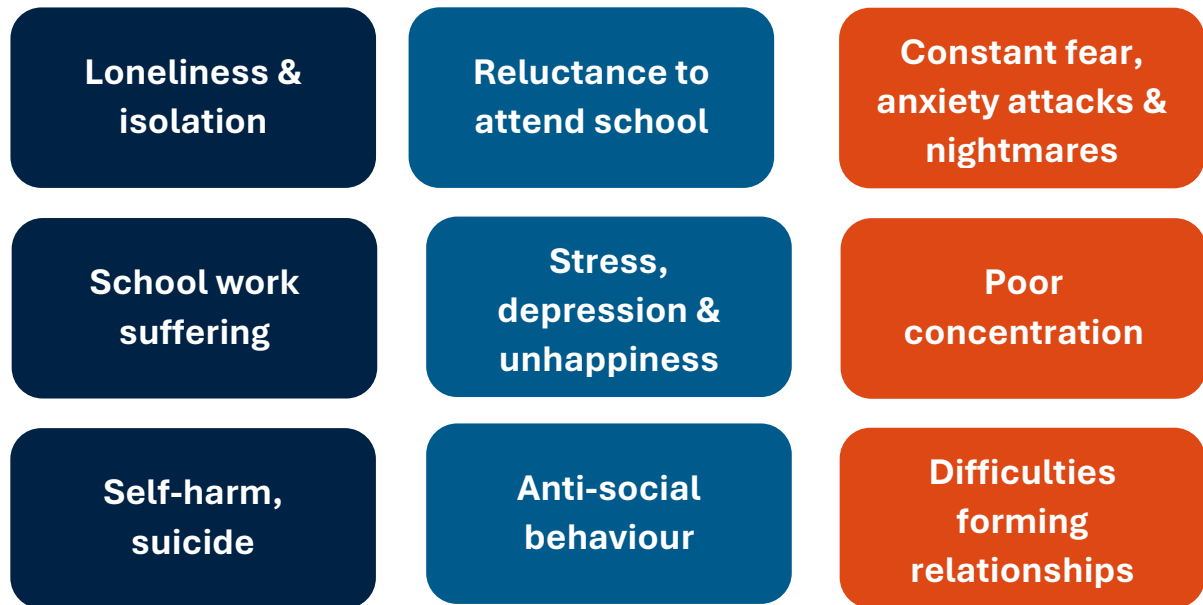 Loneliness &
isolation
Reluctance to
attend school
Constant fear,
anxiety attacks &
nightmares
School work
suffering
Stress,
depression &
unhappiness
Poor
concentration
Self-harm,
suicide
Anti-social
behaviour
Difficulties
forming
relationships